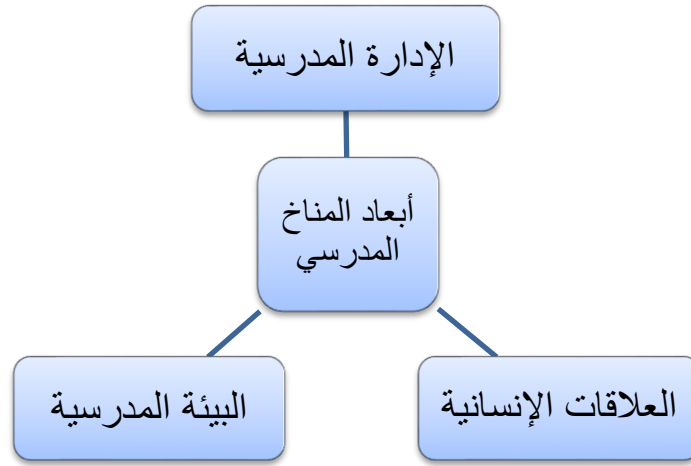 الإدارة المدرسية
أبعاد المناخ
المدرسي
العلاقات الإنسانية
البيئة المدرسية